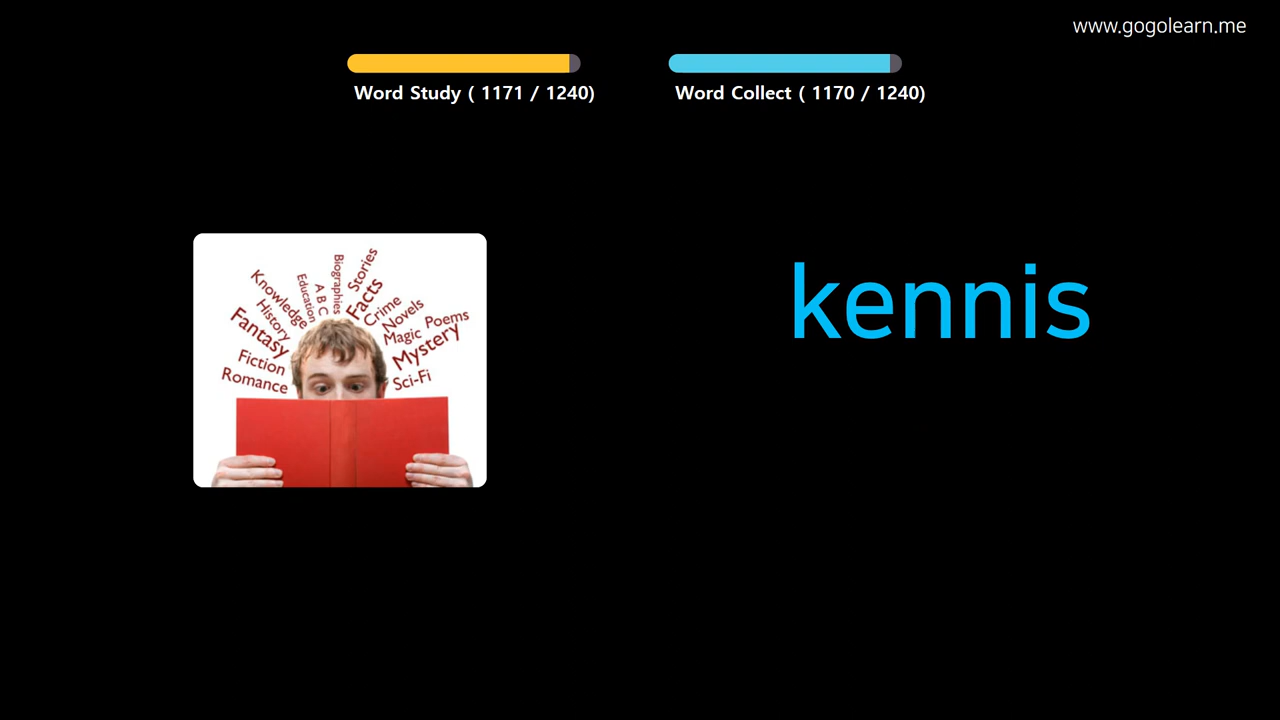 www.gogolearn.me
Word Study ( 1171 / 1240)
Word Collect ( 1170 / 1240)
kennis
Knowledge
History
Fantasy
Fiction
Romance
Education
A B C
Biographies
Stories
Facts
Crime
Novels
Magic
Poems
Mystery
Sci-Fi